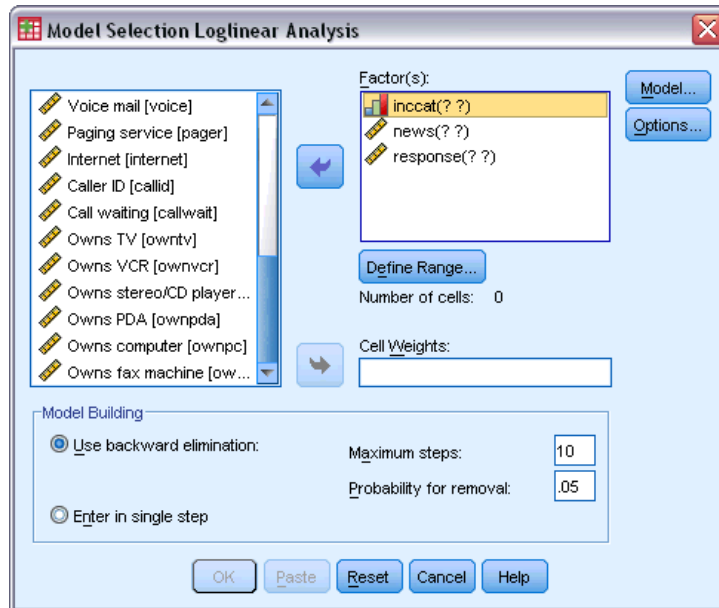 Model Selection Loglinear Analysis
Voice mail [voice]
Paging service [pager]
Internet [internet]
Caller ID [callid]
Call waiting [callwait]
Owns TV [owntv]
Owns VCR [ownvcr]
Owns stereo/CD player...
Owns PDA [ownpda]
Owns computer [ownpc]
Owns fax machine [ow...
Factor(s):
inccat(? ?)
news(? ?)
response(? ?)
Model...
Options...
Define Range...
Number of cells: 0
Cell Weights:
Model Building
Use backward elimination:
Maximum steps: 10
Probability for removal: .05
Enter in single step
OK Paste Reset Cancel Help